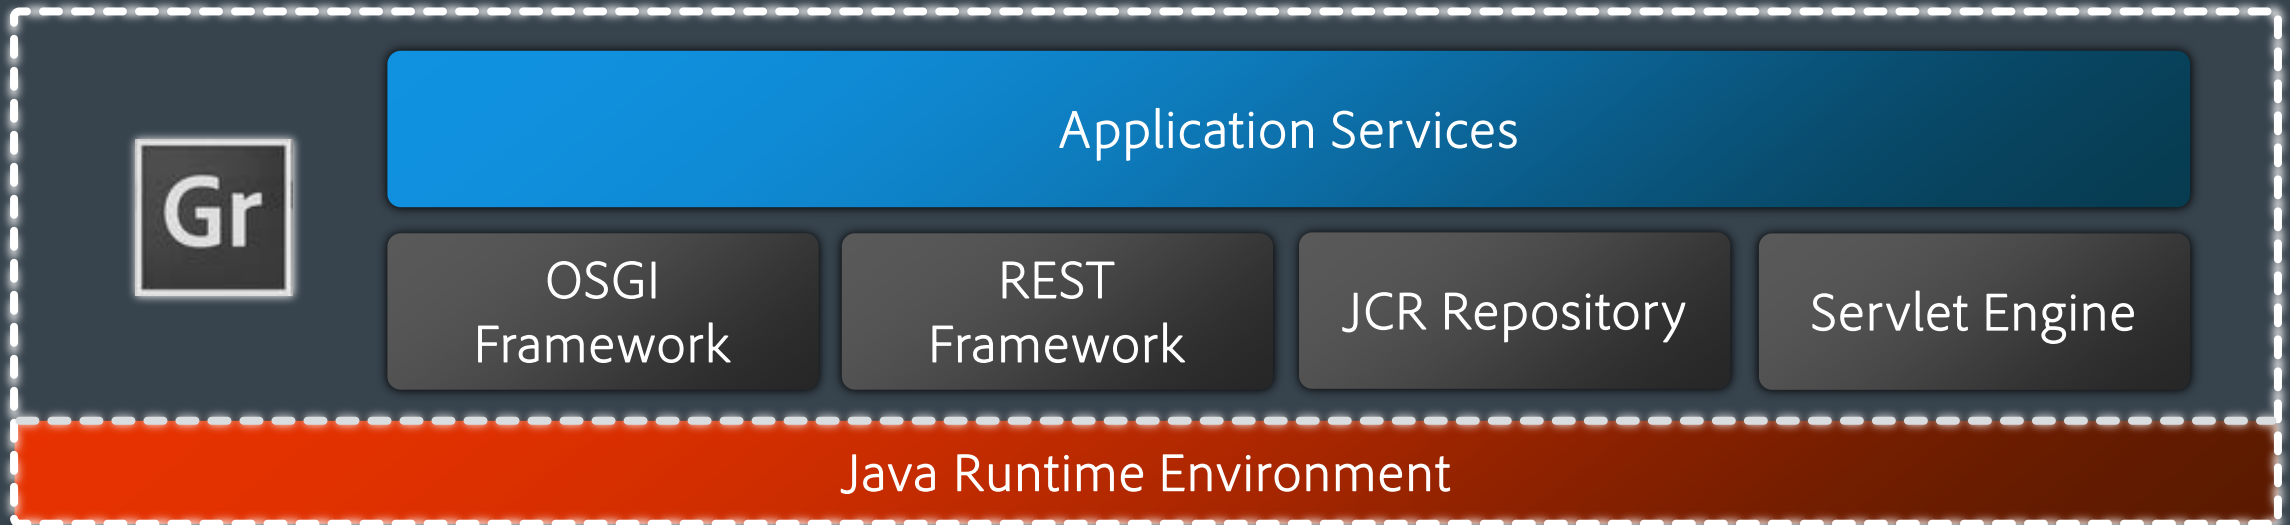 Application Services
Gr
OSGI
Framework
REST
Framework
JCR Repository
Servlet Engine
Java Runtime Environment